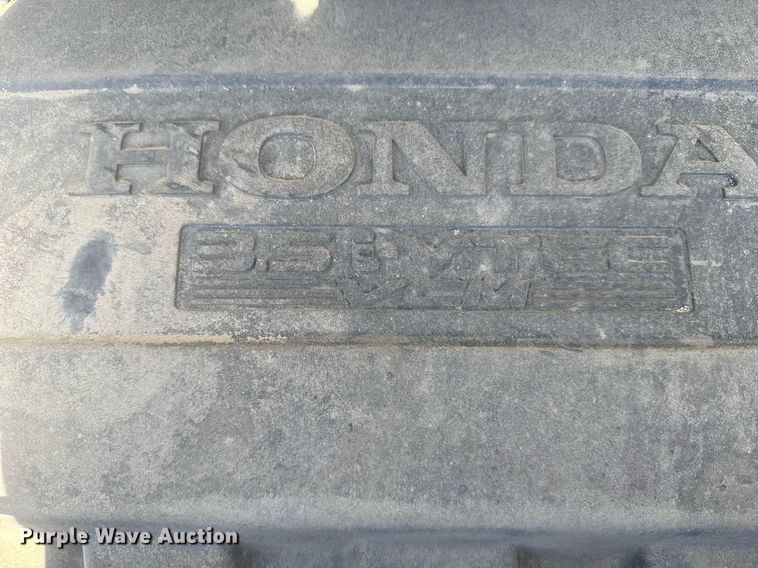 HONDA
3.5 i-VTEC
VCM
Purple Wave Auction